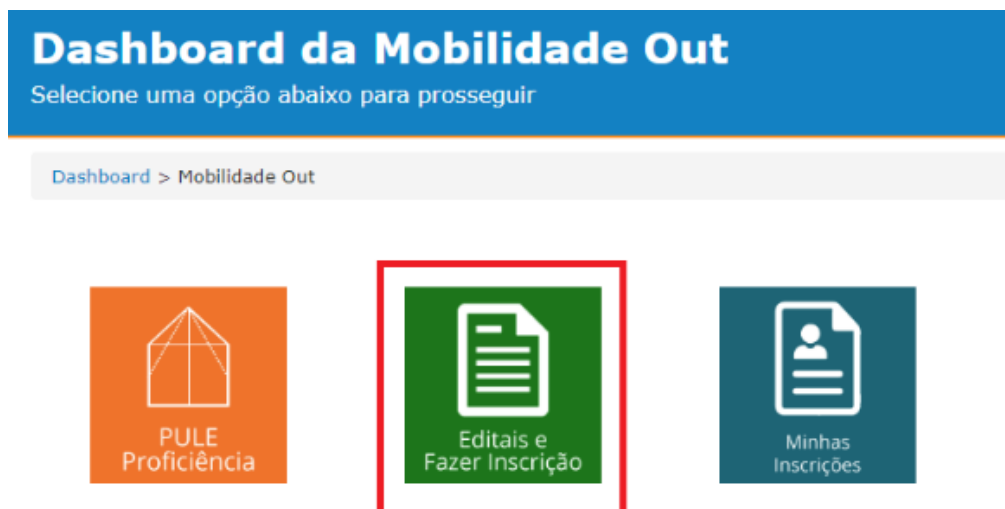 Dashboard da Mobilidade Out
Selecione uma opção abaixo para prosseguir
Dashboard > Mobilidade Out
PULE
Proficiência
Editais e
Fazer Inscrição
Minhas
Inscrições